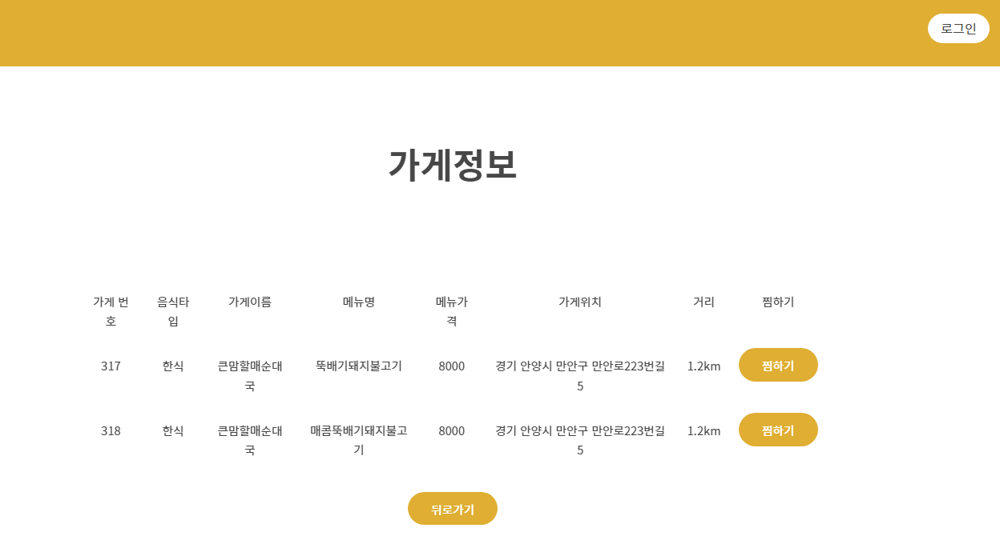 로그인
가게정보
가게 번 음식타 가게이름 메뉴명 메뉴가 가게위치 거리 찜하기
호 입 격
317 한식 큰맘할매순대 뚝배기돼지불고기 8000 경기 안양시 만안구 만안로223번길 1.2km 찜하기
국 5
318 한식 큰맘할매순대 매콤뚝배기돼지불고 8000 경기 안양시 만안구 만안로223번길 1.2km 찜하기
국 기 5
뒤로가기